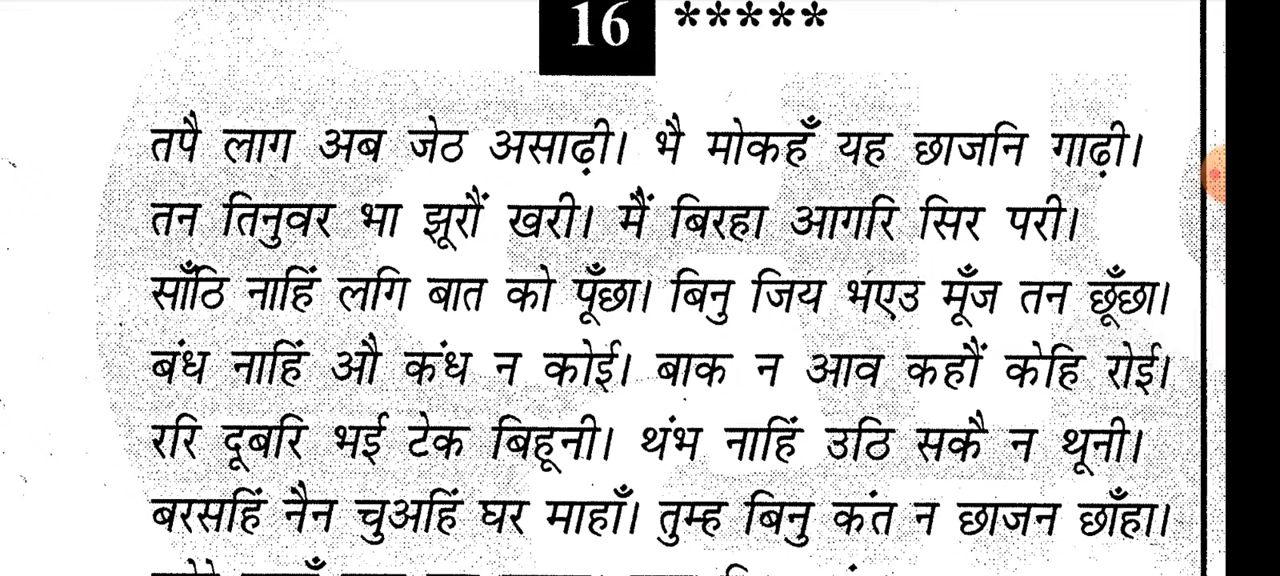 16 *****
तपै लाग अब जेठ असाढ़ी। भै मोकहँ यह छाजनि गाढ़ी।
तन तिनुवर भा झूरौं खरी। मैं बिरहा आगरि सिर परी।
साँठि नाहिं लगि बात को पूँछा। बिनु जिय भएउ मूँज तन छूँछा।
बंध नाहिं औ कंध न कोई। बाक न आव कहौं केहि रोई।
ररि दूबरि भई टेक बिहूनी। थंभ नाहिं उठि सकै न थूनी।
बरसहिं नैन चुअहिं घर माहाँ। तुम्ह बिनु कंत न छाजन छाँहा।